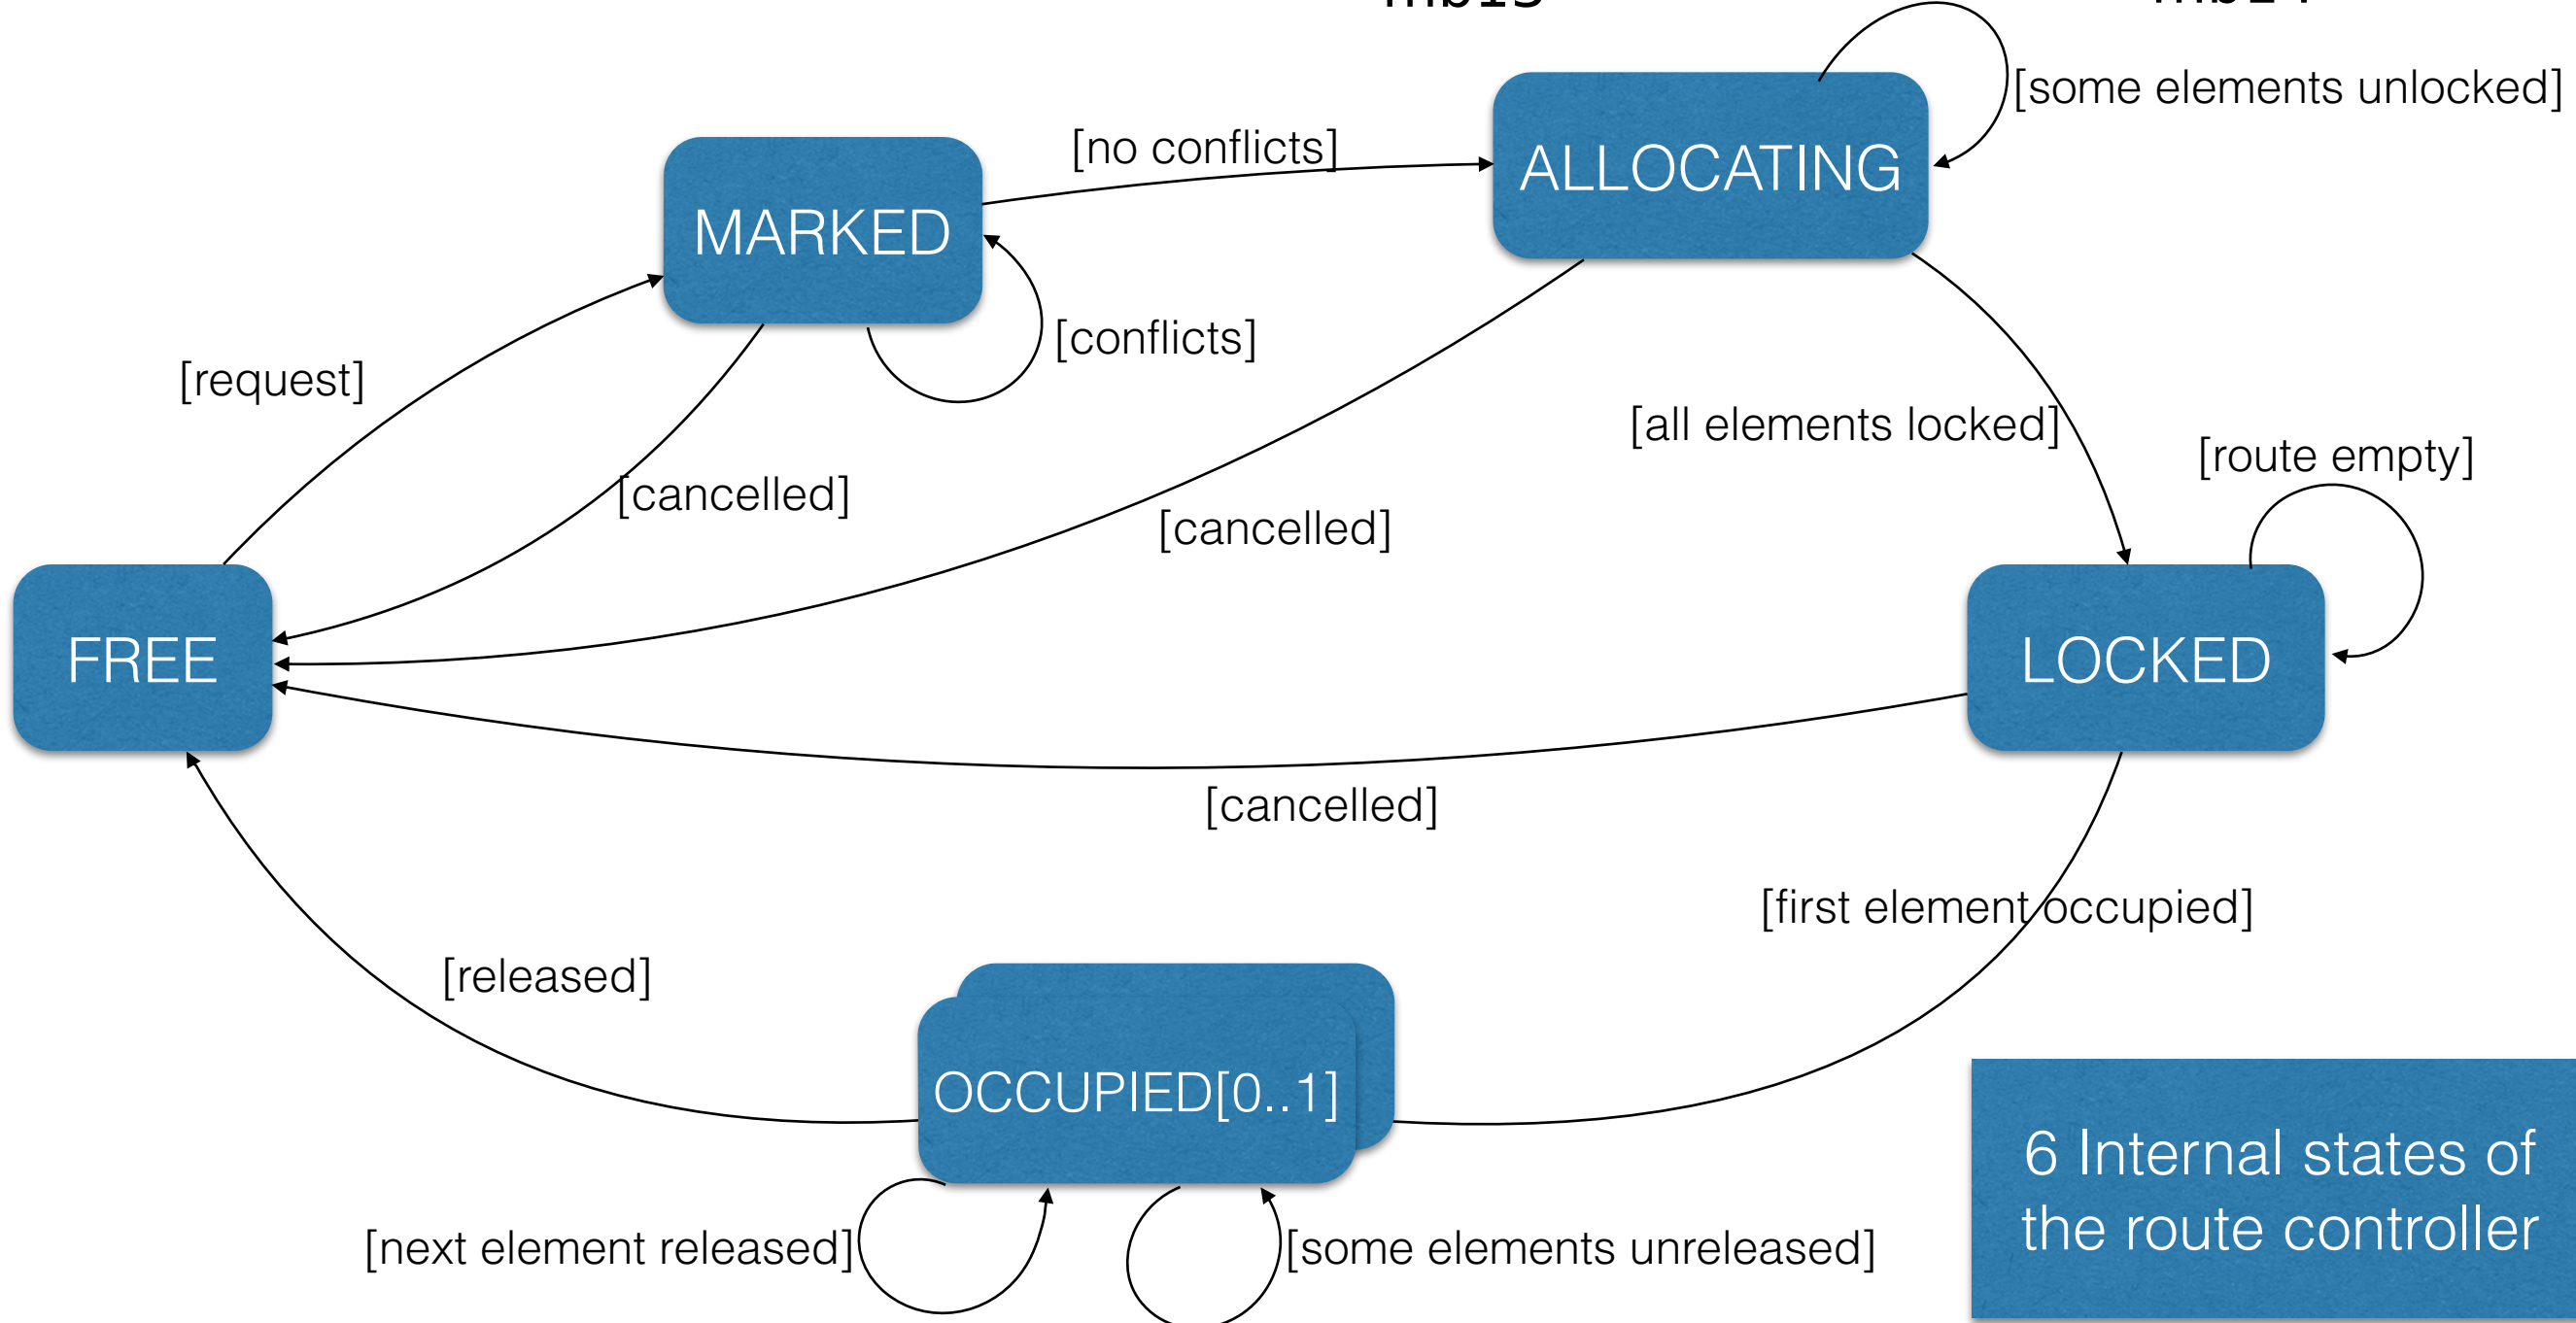 [some elements unlocked]
[no conflicts]
ALLOCATING
MARKED
[conflicts]
[request]
[all elements locked]
[route empty]
[cancelled]
[cancelled]
FREE
LOCKED
[cancelled]
[first element occupied]
[released]
OCCUPIED[0..1]
6 Internal states of
the route controller
[next element released]
[some elements unreleased]